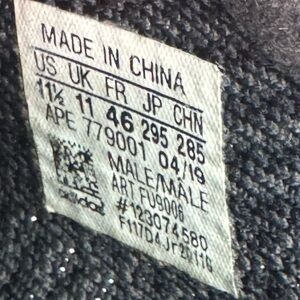 MADE IN CHINA
US UK FR JP CHN
11½ 11 46 295 285
APE 779001 04/19
MALE/MALE
ART FU9006
#123074580
adidas